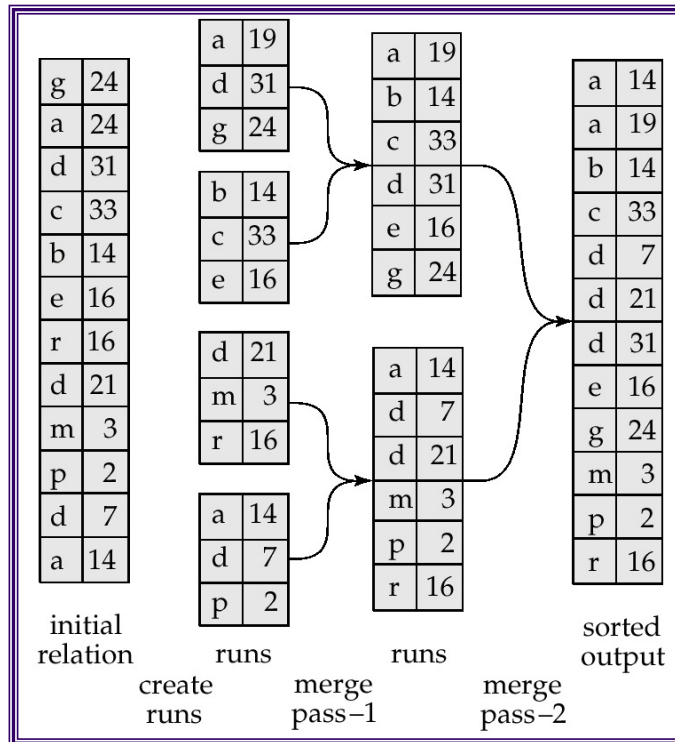 g 24
a 24
d 31
c 33
b 14
e 16
r 16
d 21
m 3
p 2
d 7
a 14
initial
relation
a 19
d 31
g 24
b 14
c 33
e 16
d 21
m 3
r 16
a 14
d 7
p 2
runs
create
runs
a 19
b 14
c 33
d 31
e 16
g 24
a 14
d 7
d 21
m 3
p 2
r 16
runs
merge
pass–1
a 14
a 19
b 14
c 33
d 7
d 21
d 31
e 16
g 24
m 3
p 2
r 16
sorted
output
merge
pass–2